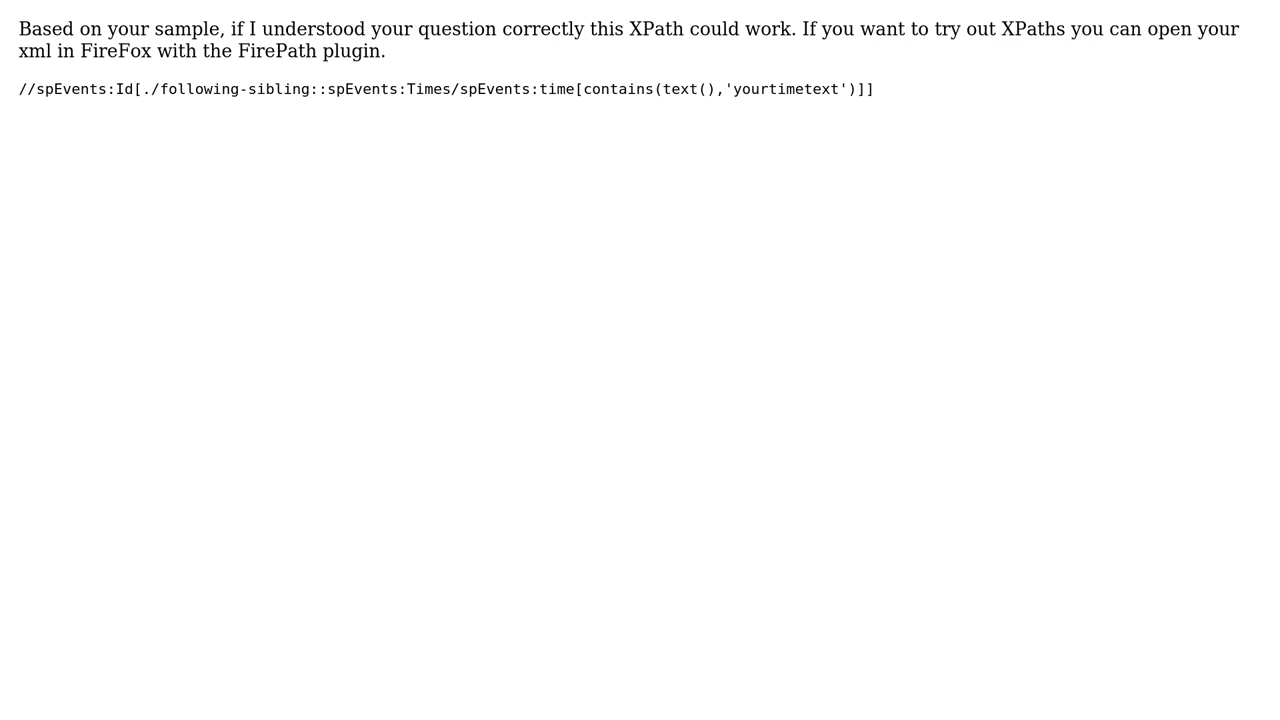 Based on your sample, if I understood your question correctly this XPath could work. If you want to try out XPaths you can open your
xml in FireFox with the FirePath plugin.
//spEvents:Id[./following-sibling::spEvents:Times/spEvents:time[contains(text(),'yourtimetext')]]